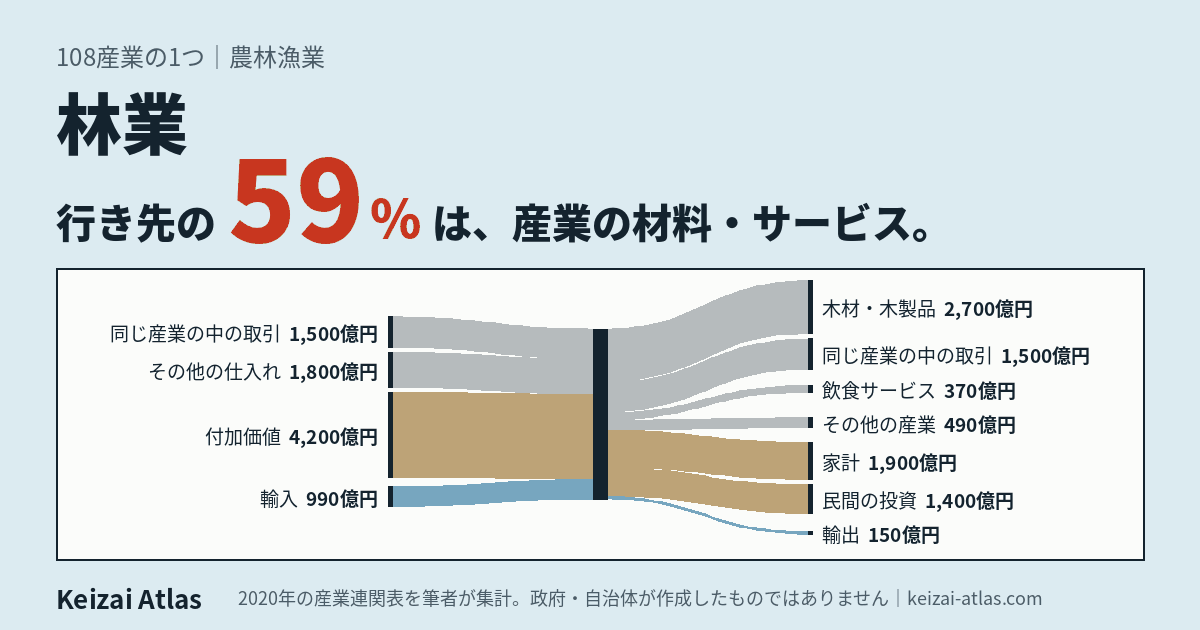 108産業の1つ｜農林漁業
林業
行き先の 59% は、産業の材料・サービス。
同じ産業の中の取引 1,500億円
その他の仕入れ 1,800億円
付加価値 4,200億円
輸入 990億円
木材・木製品 2,700億円
同じ産業の中の取引 1,500億円
飲食サービス 370億円
その他の産業 490億円
家計 1,900億円
民間の投資 1,400億円
輸出 150億円
Keizai Atlas 2020年の産業連関表を筆者が集計。政府・自治体が作成したものではありません｜keizai-atlas.com